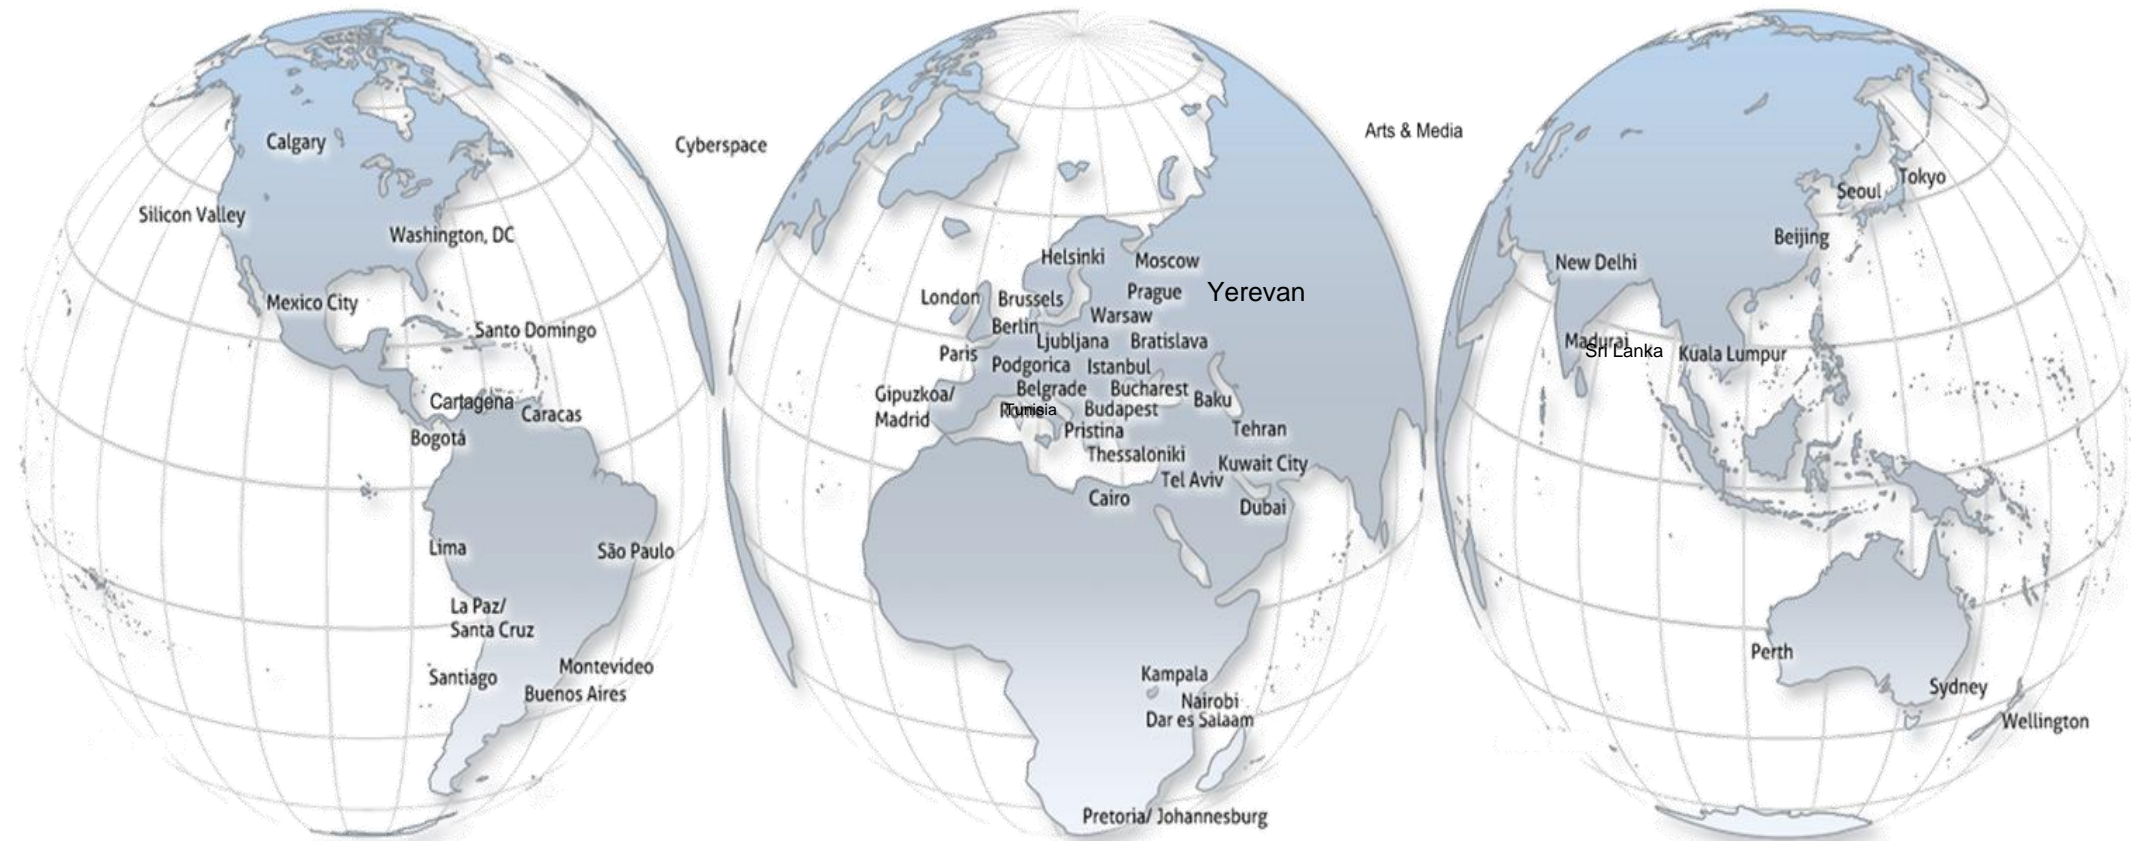 Calgary
Silicon Valley
Washington, DC
Mexico City
Santo Domingo
Cartagena
Caracas
Bogotá
Lima
São Paulo
La Paz/
Santa Cruz
Santiago
Montevideo
Buenos Aires
Cyberspace
Helsinki
Moscow
London
Brussels
Prague
Yerevan
Berlin
Warsaw
Paris
Ljubljana
Bratislava
Podgorica
Istanbul
Gipuzkoa/
Madrid
Belgrade
Bucharest
Baku
Tunisia
Budapest
Pristina
Tehran
Thessaloniki
Kuwait City
Tel Aviv
Cairo
Dubai
Kampala
Nairobi
Dar es Salaam
Pretoria/ Johannesburg
Arts & Media
Tokyo
Seoul
Beijing
New Delhi
Madurai
Sri Lanka
Kuala Lumpur
Perth
Sydney
Wellington